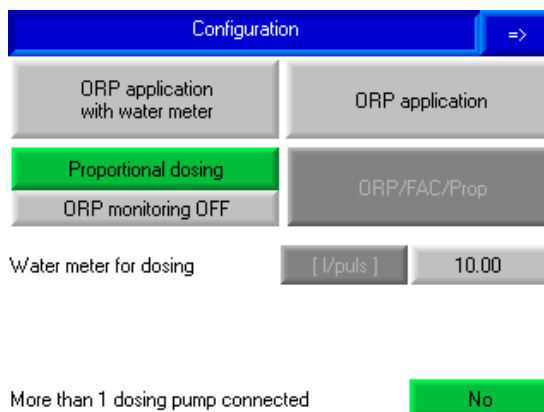 Configuration
=>
ORP application
with water meter
ORP application
Proportional dosing
ORP monitoring OFF
ORP/FAC/Prop
Water meter for dosing
[ l/puls ]
10.00
More than 1 dosing pump connected
No